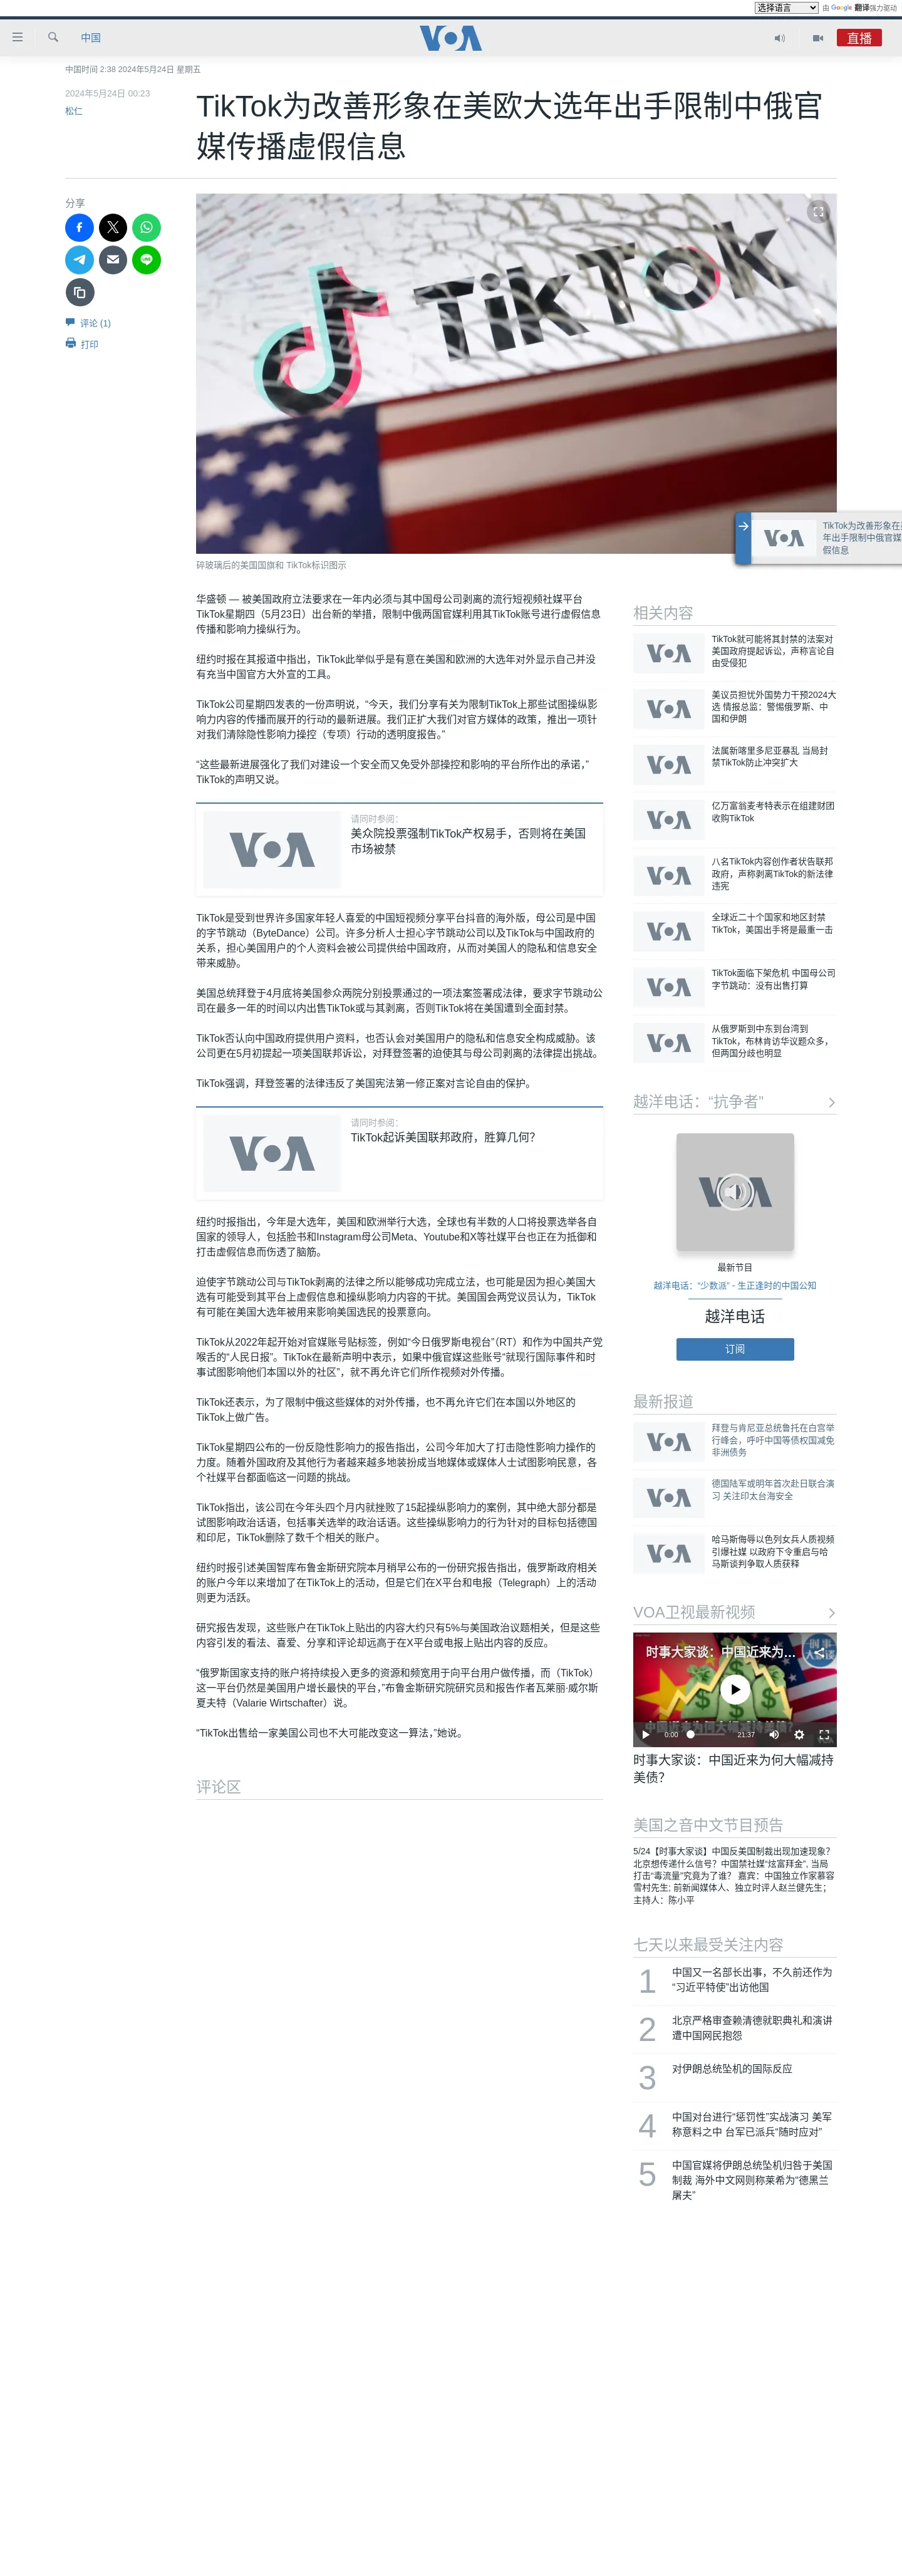 选择语言
由 Google 翻译强力驱动
中国
VOA
直播
中国时间 2:38 2024年5月24日 星期五
2024年5月24日 00:23
松仁
TikTok为改善形象在美欧大选年出手限制中俄官
媒传播虚假信息
分享
评论 (1)
打印
TikTok
碎玻璃后的美国国旗和 TikTok标识图示
TikTok为改善形象在美
年出手限制中俄官媒
假信息
华盛顿 — 被美国政府立法要求在一年内必须与其中国母公司剥离的流行短视频社媒平台
TikTok星期四（5月23日）出台新的举措，限制中俄两国官媒利用其TikTok账号进行虚假信息
传播和影响力操纵行为。
纽约时报在其报道中指出，TikTok此举似乎是有意在美国和欧洲的大选年对外显示自己并没
有充当中国官方大外宣的工具。
TikTok公司星期四发表的一份声明说，“今天，我们分享有关为限制TikTok上那些试图操纵影
响力内容的传播而展开的行动的最新进展。我们正扩大我们对官方媒体的政策，推出一项针
对我们清除隐性影响力操控（专项）行动的透明度报告。”
“这些最新进展强化了我们对建设一个安全而又免受外部操控和影响的平台所作出的承诺，”
TikTok的声明又说。
请同时参阅：
美众院投票强制TikTok产权易手，否则将在美国
市场被禁
TikTok是受到世界许多国家年轻人喜爱的中国短视频分享平台抖音的海外版，母公司是中国
的字节跳动（ByteDance）公司。许多分析人士担心字节跳动公司以及TikTok与中国政府的
关系，担心美国用户的个人资料会被公司提供给中国政府，从而对美国人的隐私和信息安全
带来威胁。
美国总统拜登于4月底将美国参众两院分别投票通过的一项法案签署成法律，要求字节跳动公
司在最多一年的时间以内出售TikTok或与其剥离，否则TikTok将在美国遭到全面封禁。
TikTok否认向中国政府提供用户资料，也否认会对美国用户的隐私和信息安全构成威胁。该
公司更在5月初提起一项美国联邦诉讼，对拜登签署的迫使其与母公司剥离的法律提出挑战。
TikTok强调，拜登签署的法律违反了美国宪法第一修正案对言论自由的保护。
请同时参阅：
TikTok起诉美国联邦政府，胜算几何？
纽约时报指出，今年是大选年，美国和欧洲举行大选，全球也有半数的人口将投票选举各自
国家的领导人，包括脸书和Instagram母公司Meta、Youtube和X等社媒平台也正在为抵御和
打击虚假信息而伤透了脑筋。
迫使字节跳动公司与TikTok剥离的法律之所以能够成功完成立法，也可能是因为担心美国大
选有可能受到其平台上虚假信息和操纵影响力内容的干扰。美国国会两党议员认为，TikTok
有可能在美国大选年被用来影响美国选民的投票意向。
TikTok从2022年起开始对官媒账号贴标签，例如“今日俄罗斯电视台”（RT）和作为中国共产党
喉舌的“人民日报”。TikTok在最新声明中表示，如果中俄官媒这些账号“就现行国际事件和时
事试图影响他们本国以外的社区”，就不再允许它们所作视频对外传播。
TikTok还表示，为了限制中俄这些媒体的对外传播，也不再允许它们在本国以外地区的
TikTok上做广告。
TikTok星期四公布的一份反隐性影响力的报告指出，公司今年加大了打击隐性影响力操作的
力度。随着外国政府及其他行为者越来越多地装扮成当地媒体或媒体人士试图影响民意，各
个社媒平台都面临这一问题的挑战。
TikTok指出，该公司在今年头四个月内就挫败了15起操纵影响力的案例，其中绝大部分都是
试图影响政治话语，包括事关选举的政治话语。这些操纵影响力的行为针对的目标包括德国
和印尼，TikTok删除了数千个相关的账户。
纽约时报引述美国智库布鲁金斯研究院本月稍早公布的一份研究报告指出，俄罗斯政府相关
的账户今年以来增加了在TikTok上的活动，但是它们在X平台和电报（Telegraph）上的活动
则更为活跃。
研究报告发现，这些账户在TikTok上贴出的内容大约只有5%与美国政治议题相关，但是这些
内容引发的看法、喜爱、分享和评论却远高于在X平台或电报上贴出内容的反应。
“俄罗斯国家支持的账户将持续投入更多的资源和频宽用于向平台用户做传播，而（TikTok）
这一平台仍然是美国用户增长最快的平台，”布鲁金斯研究院研究员和报告作者瓦莱丽·威尔斯
夏夫特（Valarie Wirtschafter）说。
“TikTok出售给一家美国公司也不大可能改变这一算法，”她说。
评论区
相关内容
TikTok就可能将其封禁的法案对
美国政府提起诉讼，声称言论自
由受侵犯
美议员担忧外国势力干预2024大
选 情报总监：警惕俄罗斯、中
国和伊朗
法属新喀里多尼亚暴乱 当局封
禁TikTok防止冲突扩大
亿万富翁麦考特表示在组建财团
收购TikTok
八名TikTok内容创作者状告联邦
政府，声称剥离TikTok的新法律
违宪
全球近二十个国家和地区封禁
TikTok，美国出手将是最重一击
TikTok面临下架危机 中国母公司
字节跳动：没有出售打算
从俄罗斯到中东到台湾到
TikTok，布林肯访华议题众多，
但两国分歧也明显
越洋电话：“抗争者”
最新节目
越洋电话：“少数派” - 生正逢时的中国公知
越洋电话
订阅
最新报道
拜登与肯尼亚总统鲁托在白宫举
行峰会，呼吁中国等债权国减免
非洲债务
德国陆军或明年首次赴日联合演
习 关注印太台海安全
哈马斯侮辱以色列女兵人质视频
引爆社媒 以政府下令重启与哈
马斯谈判争取人质获释
VOA卫视最新视频
时事大家谈：中国近来为...
中国近来为何大幅减持美债？
0:00
21:37
时事大家谈：中国近来为何大幅减持
美债？
美国之音中文节目预告
5/24【时事大家谈】中国反美国制裁出现加速现象？
北京想传递什么信号？中国禁社媒“炫富拜金”, 当局
打击“毒流量”究竟为了谁？ 嘉宾：中国独立作家慕容
雪村先生; 前新闻媒体人、独立时评人赵兰健先生；
主持人：陈小平
七天以来最受关注内容
1
中国又一名部长出事，不久前还作为
“习近平特使”出访他国
2
北京严格审查赖清德就职典礼和演讲
遭中国网民抱怨
3
对伊朗总统坠机的国际反应
4
中国对台进行“惩罚性”实战演习 美军
称意料之中 台军已派兵“随时应对”
5
中国官媒将伊朗总统坠机归咎于美国
制裁 海外中文网则称莱希为“德黑兰
屠夫”